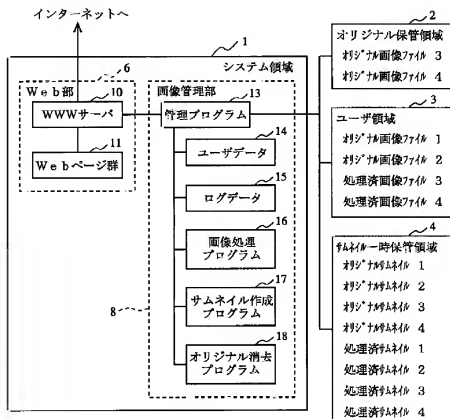 インターネットへ
1
システム領域
6
Web部
10
WWWサーバ
11
Webページ群
画像管理部
13
管理プログラム
14
ユーザデータ
15
ログデータ
16
画像処理
プログラム
17
サムネイル作成
プログラム
18
オリジナル消去
プログラム
8
2
オリジナル保管領域
オリジナル画像ファイル 3
オリジナル画像ファイル 4
3
ユーザ領域
オリジナル画像ファイル 1
オリジナル画像ファイル 2
処理済画像ファイル 3
処理済画像ファイル 4
4
サムネイル一時保管領域
オリジナルサムネイル 1
オリジナルサムネイル 2
オリジナルサムネイル 3
オリジナルサムネイル 4
処理済サムネイル 1
処理済サムネイル 2
処理済サムネイル 3
処理済サムネイル 4